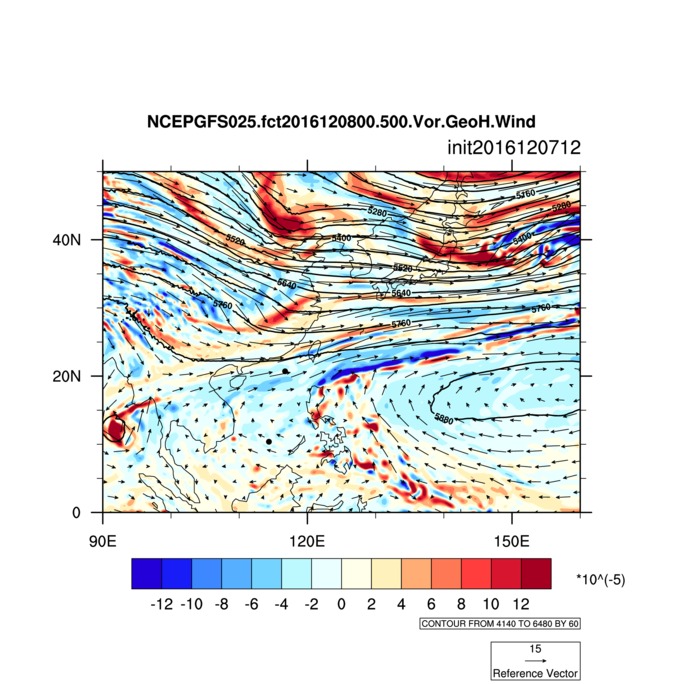 NCEPGFS025.fct2016120800.500.Vor.GeoH.Wind
init2016120712
5160
5280
5280
5520
5400
5400
5520
5640
5640
5760
5760
5760
5880
40N
20N
0
90E 120E 150E
-12 -10 -8 -6 -4 -2 0 2 4 6 8 10 12
*10^(-5)
CONTOUR FROM 4140 TO 6480 BY 60
15
Reference Vector